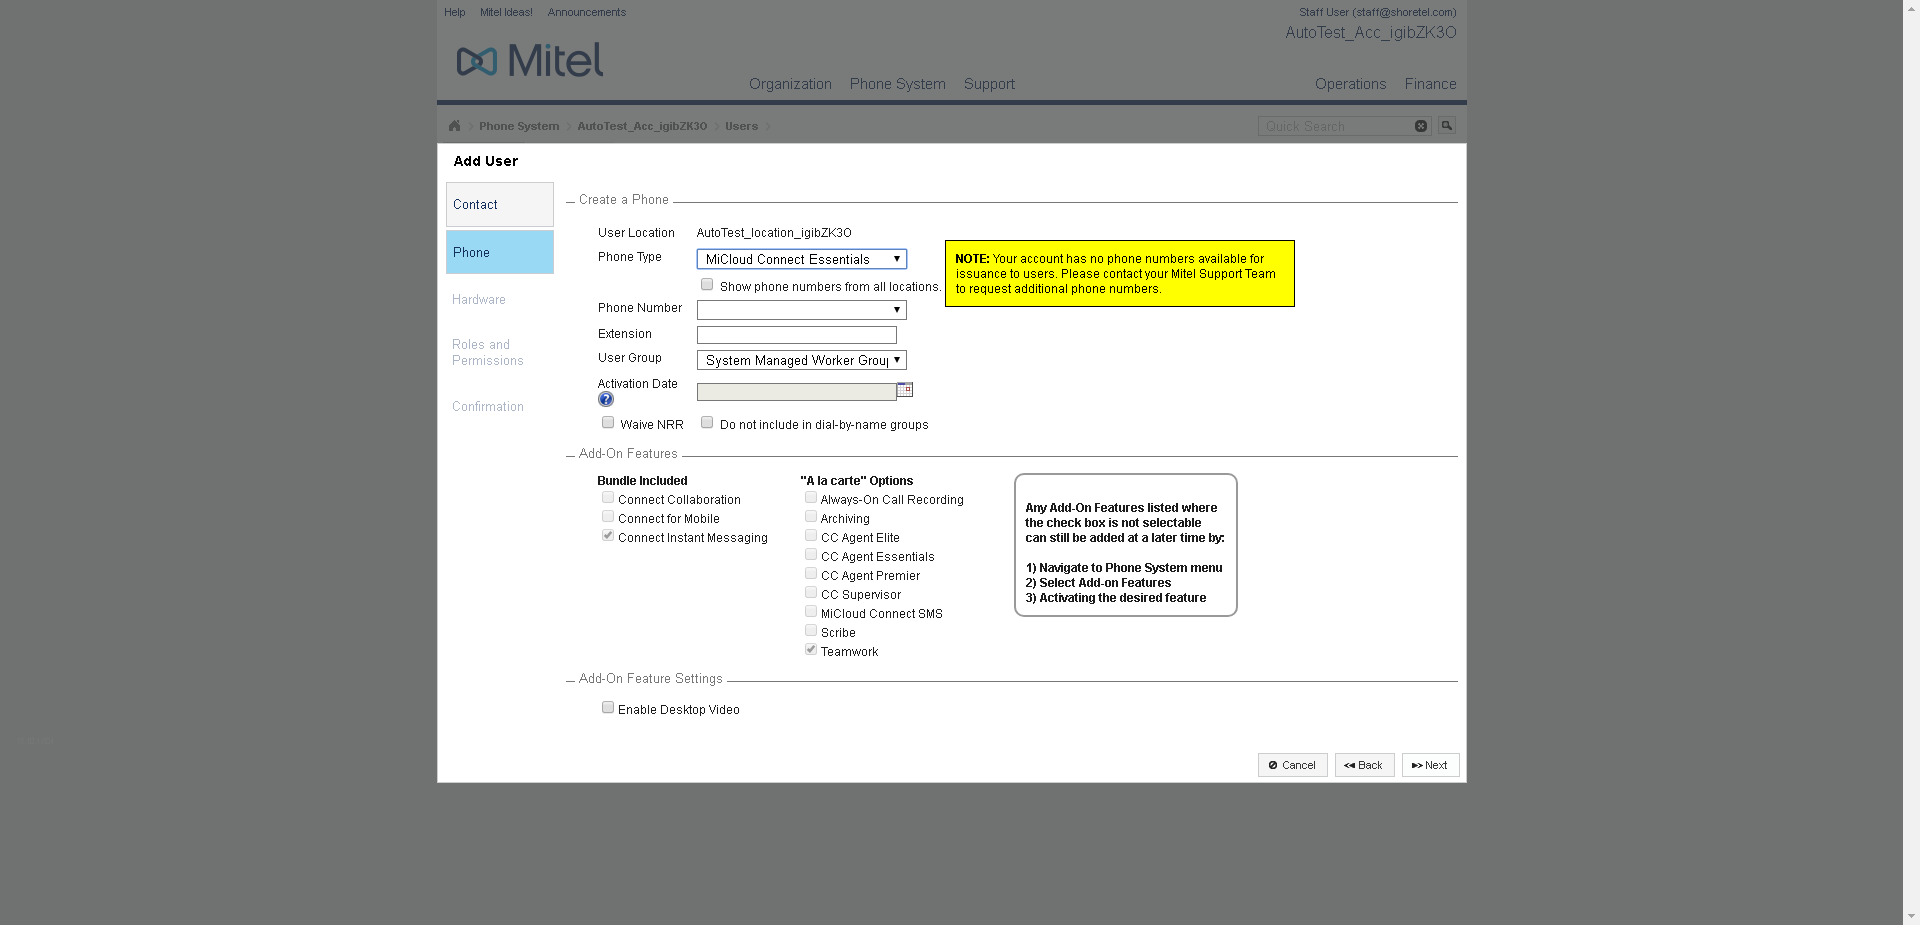 Help Mitel Ideas! Announcements Staff User (staff@shoretel.com)
AutoTest_Acc_igibZK3O
Mitel
Organization Phone System Support Operations Finance
Phone System AutoTest_Acc_igibZK3O Users Quick Search
Add User
Contact
Phone
Hardware
Roles and
Permissions
Confirmation
Create a Phone
User Location AutoTest_location_igibZK3O
Phone Type MiCloud Connect Essentials
Show phone numbers from all locations.
NOTE: Your account has no phone numbers available for
issuance to users. Please contact your Mitel Support Team
to request additional phone numbers.
Phone Number
Extension
User Group System Managed Worker Group
Activation Date
?
Waive NRR Do not include in dial-by-name groups
Add-On Features
Bundle Included
Connect Collaboration
Connect for Mobile
Connect Instant Messaging
"A la carte" Options
Always-On Call Recording
Archiving
CC Agent Elite
CC Agent Essentials
CC Agent Premier
CC Supervisor
MiCloud Connect SMS
Scribe
Teamwork
Any Add-On Features listed where
the check box is not selectable
can still be added at a later time by:
1) Navigate to Phone System menu
2) Select Add-on Features
3) Activating the desired feature
Add-On Feature Settings
Enable Desktop Video
Cancel Back Next